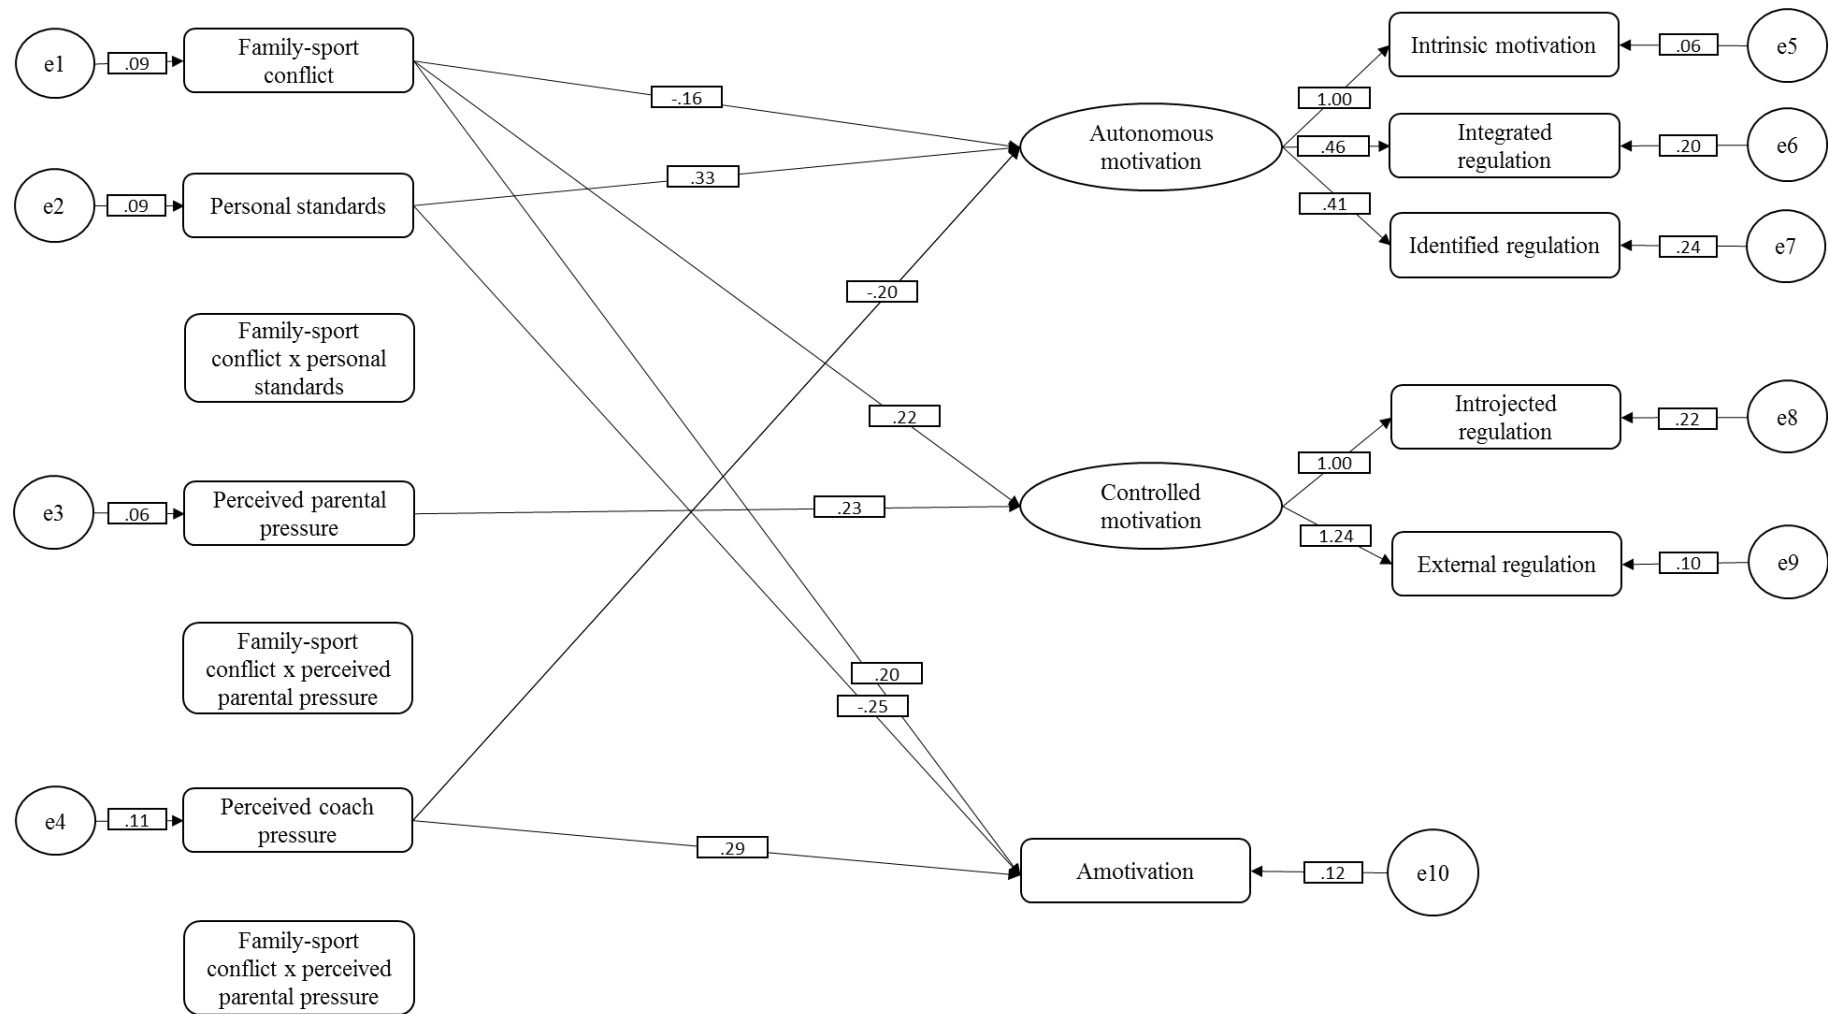 e1
.09
Family-sport
conflict
-.16
.33
e2
.09
Personal standards
Family-sport
conflict x personal
standards
-.20
.22
e3
.06
Perceived parental
pressure
.23
Family-sport
conflict x perceived
parental pressure
.20
-.25
e4
.11
Perceived coach
pressure
.29
Family-sport
conflict x perceived
parental pressure
Autonomous
motivation
1.00
.46
.41
Intrinsic motivation
.06
e5
Integrated
regulation
.20
e6
Identified regulation
.24
e7
Controlled
motivation
1.00
1.24
Introjected
regulation
.22
e8
External regulation
.10
e9
Amotivation
.12
e10